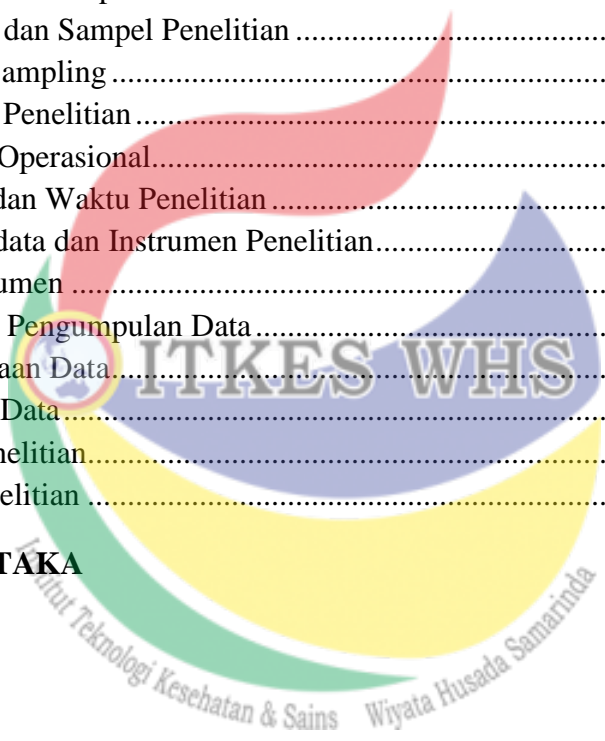 dan Sampel Penelitian ........................................
ampling ........................................
Penelitian ........................................
Operasional ........................................
dan Waktu Penelitian ........................................
data dan Instrumen Penelitian ........................................
umen ........................................
Pengumpulan Data ........................................
aan Data ........................................
Data ........................................
nelitian ........................................
elitian ........................................
TAKA
ITKES WHS
Institut Teknologi Kesehatan & Sains Wiyata Husada Samarinda